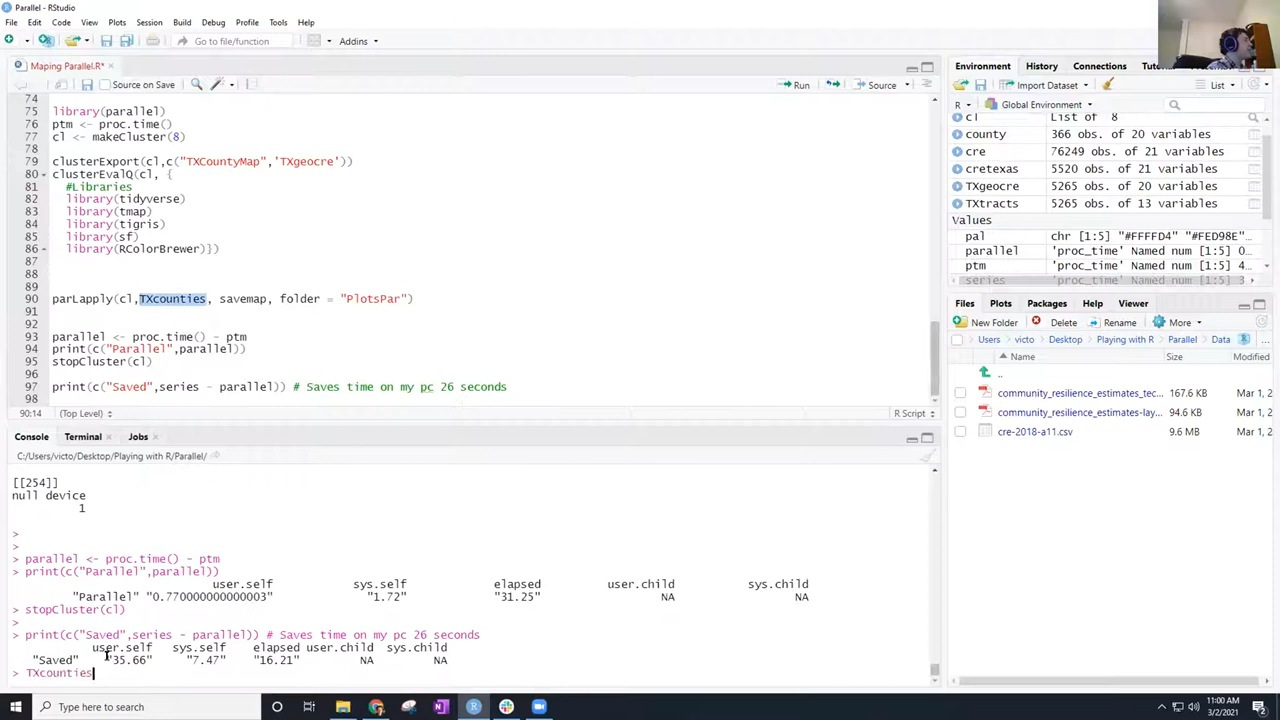 Parallel - RStudio
File Edit Code View Plots Session Build Debug Profile Tools Help
Go to file/function Addins
Maping Parallel.R*
Source on Save Run Source
74
75 library(parallel)
76 ptm <- proc.time()
77 cl <- makeCluster(8)
78
79 clusterExport(cl,c("TXCountyMap",'TXgeocre'))
80 clusterEvalQ(cl, {
81 #Libraries
82 library(tidyverse)
83 library(tmap)
84 library(tigris)
85 library(sf)
86 library(RColorBrewer)})
87
88
89
90 parLapply(cl,TXcounties, savemap, folder = "PlotsPar")
91
92
93 parallel <- proc.time() - ptm
94 print(c("Parallel",parallel))
95 stopCluster(cl)
96
97 print(c("Saved",series - parallel)) # Saves time on my pc 26 seconds
98
90:14 (Top Level) R Script
Console Terminal Jobs
C:/Users/victo/Desktop/Playing with R/Parallel/
[[254]]
null device
1
>
>
> parallel <- proc.time() - ptm
> print(c("Parallel",parallel))
user.self sys.self elapsed user.child sys.child
"Parallel" "0.770000000000003" "1.72" "31.25" NA NA
> stopCluster(cl)
>
> print(c("Saved",series - parallel)) # Saves time on my pc 26 seconds
user.self sys.self elapsed user.child sys.child
"Saved" "35.66" "7.47" "16.21" NA NA
> TXcounties
Environment History Connections
Import Dataset List
R Global Environment
cl List of 8
county 366 obs. of 20 variables
cre 76249 obs. of 21 variables
cretexas 5520 obs. of 21 variables
TXgeocre 5265 obs. of 20 variables
TXtracts 5265 obs. of 13 variables
Values
pal chr [1:5] "#FFFFD4" "#FED98E"…
parallel 'proc_time' Named num [1:5] 0…
ptm 'proc_time' Named num [1:5] 4…
series 'proc_time' Named num [1:5] 3
Files Plots Packages Help Viewer
New Folder Delete Rename More
Users victo Desktop Playing with R Parallel Data ...
Name Size Modified
..
community_resilience_estimates_tec... 167.6 KB Mar 1, 2
community_resilience_estimates-lay... 94.6 KB Mar 1, 2
cre-2018-a11.csv 9.6 MB Mar 1, 2
Type here to search
11:00 AM
3/2/2021
2